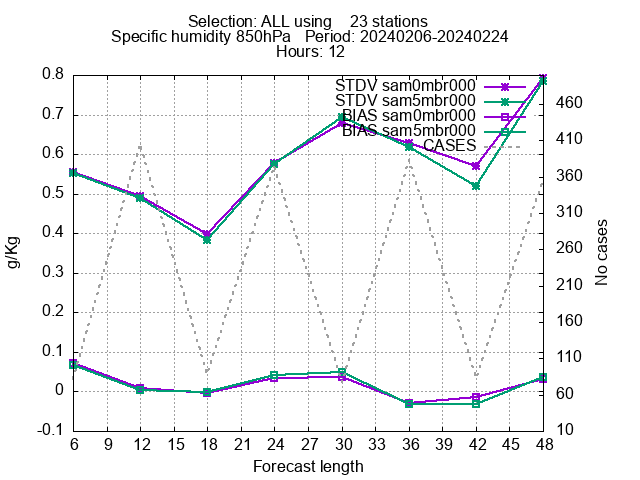 Selection: ALL using 23 stations
Specific humidity 850hPa Period: 20240206-20240224
Hours: 12
STDV sam0mbr000
STDV sam5mbr000
BIAS sam0mbr000
BIAS sam5mbr000
CASES
0.8
0.7
0.6
0.5
0.4
0.3
0.2
0.1
0
-0.1
g/Kg
460
410
360
310
260
210
160
110
60
10
No cases
6 12 15 18 21 24 27 30 33 36 39 42 45 48
Forecast length